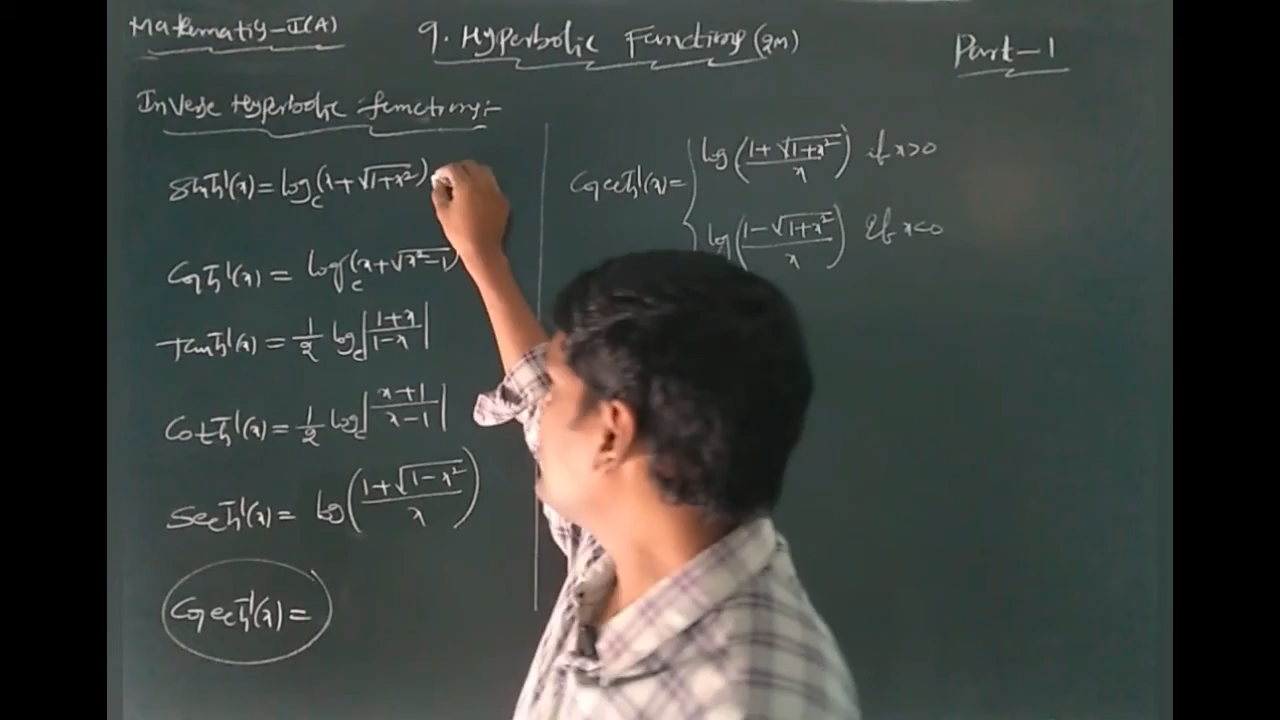 Mathematics-I(A)
9. Hyperbolic Functions (2M)
Part-1
Inverse Hyperbolic functions:-
Sinh⁻¹(x) = logₑ(x + √(1+x²))
Cosh⁻¹(x) = logₑ(x + √(x²-1))
Tanh⁻¹(x) = 1/2 logₑ|(1+x)/(1-x)|
Coth⁻¹(x) = 1/2 logₑ|(x+1)/(x-1)|
Sech⁻¹(x) = log((1+√(1-x²))/x)
Cosech⁻¹(x) =
Cosech⁻¹(x) = { log((1+√(1+x²))/x) if x>0
log((1-√(1+x²))/x) If x<0